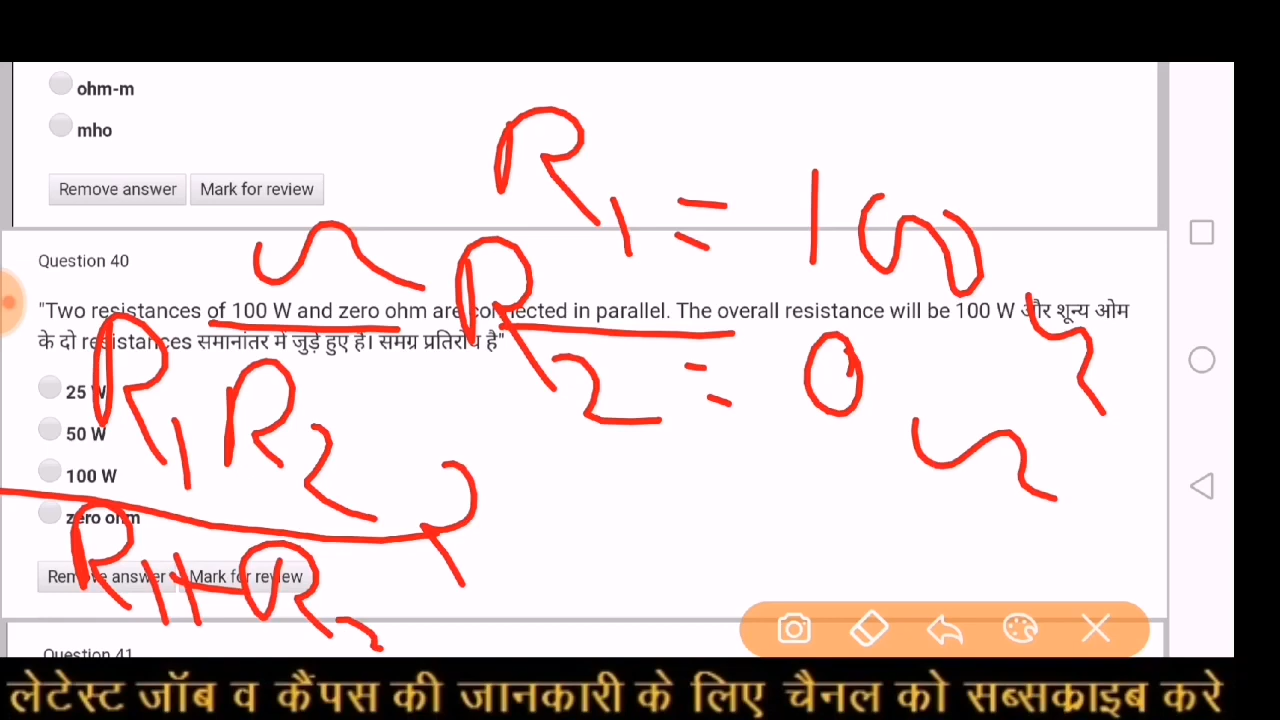 ohm-m
mho
Remove answer Mark for review
R1 = 100
Question 40
R2 = 0
"Two resistances of 100 W and zero ohm are connected in parallel. The overall resistance will be 100 W और शून्य ओम
के दो resistances समानांतर में जुड़े हुए हैं। समग्र प्रतिरोध है"
25 W
50 W
100 W
zero ohm
R1 R2
R1+R2
Remove answer Mark for review
Question 41
लेटेस्ट जॉब व कैंपस की जानकारी के लिए चैनल को सब्सक्राइब करे